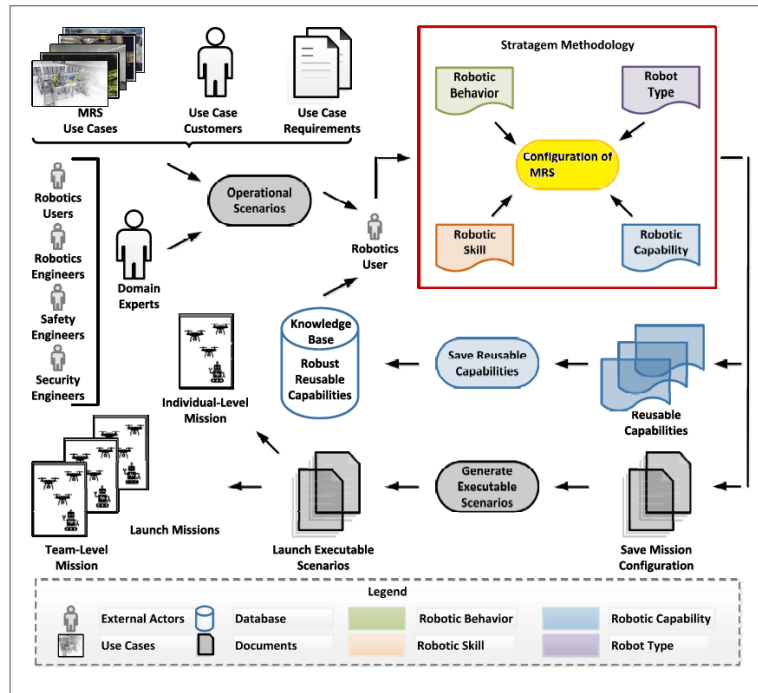 Stratagem Methodology
MRS
Use Cases
Use Case
Customers
Use Case
Requirements
Robotic
Behavior
Robot
Type
Configuration of
MRS
Robotic
Skill
Robotic
Capability
Operational
Scenarios
Robotics
User
Robotics
Users
Robotics
Engineers
Safety
Engineers
Security
Engineers
Domain
Experts
Knowledge
Base
Robust
Reusable
Capabilities
Save Reusable
Capabilities
Reusable
Capabilities
Individual-Level
Mission
Generate
Executable
Scenarios
Launch Missions
Team-Level
Mission
Launch Executable
Scenarios
Save Mission
Configuration
Legend
External Actors
Database
Robotic Behavior
Robotic Capability
Use Cases
Documents
Robotic Skill
Robot Type